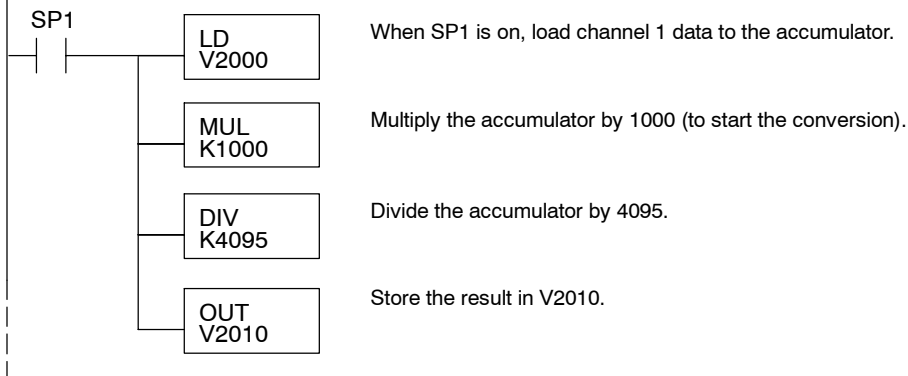 SP1
LD
V2000
When SP1 is on, load channel 1 data to the accumulator.
MUL
K1000
Multiply the accumulator by 1000 (to start the conversion).
DIV
K4095
Divide the accumulator by 4095.
OUT
V2010
Store the result in V2010.